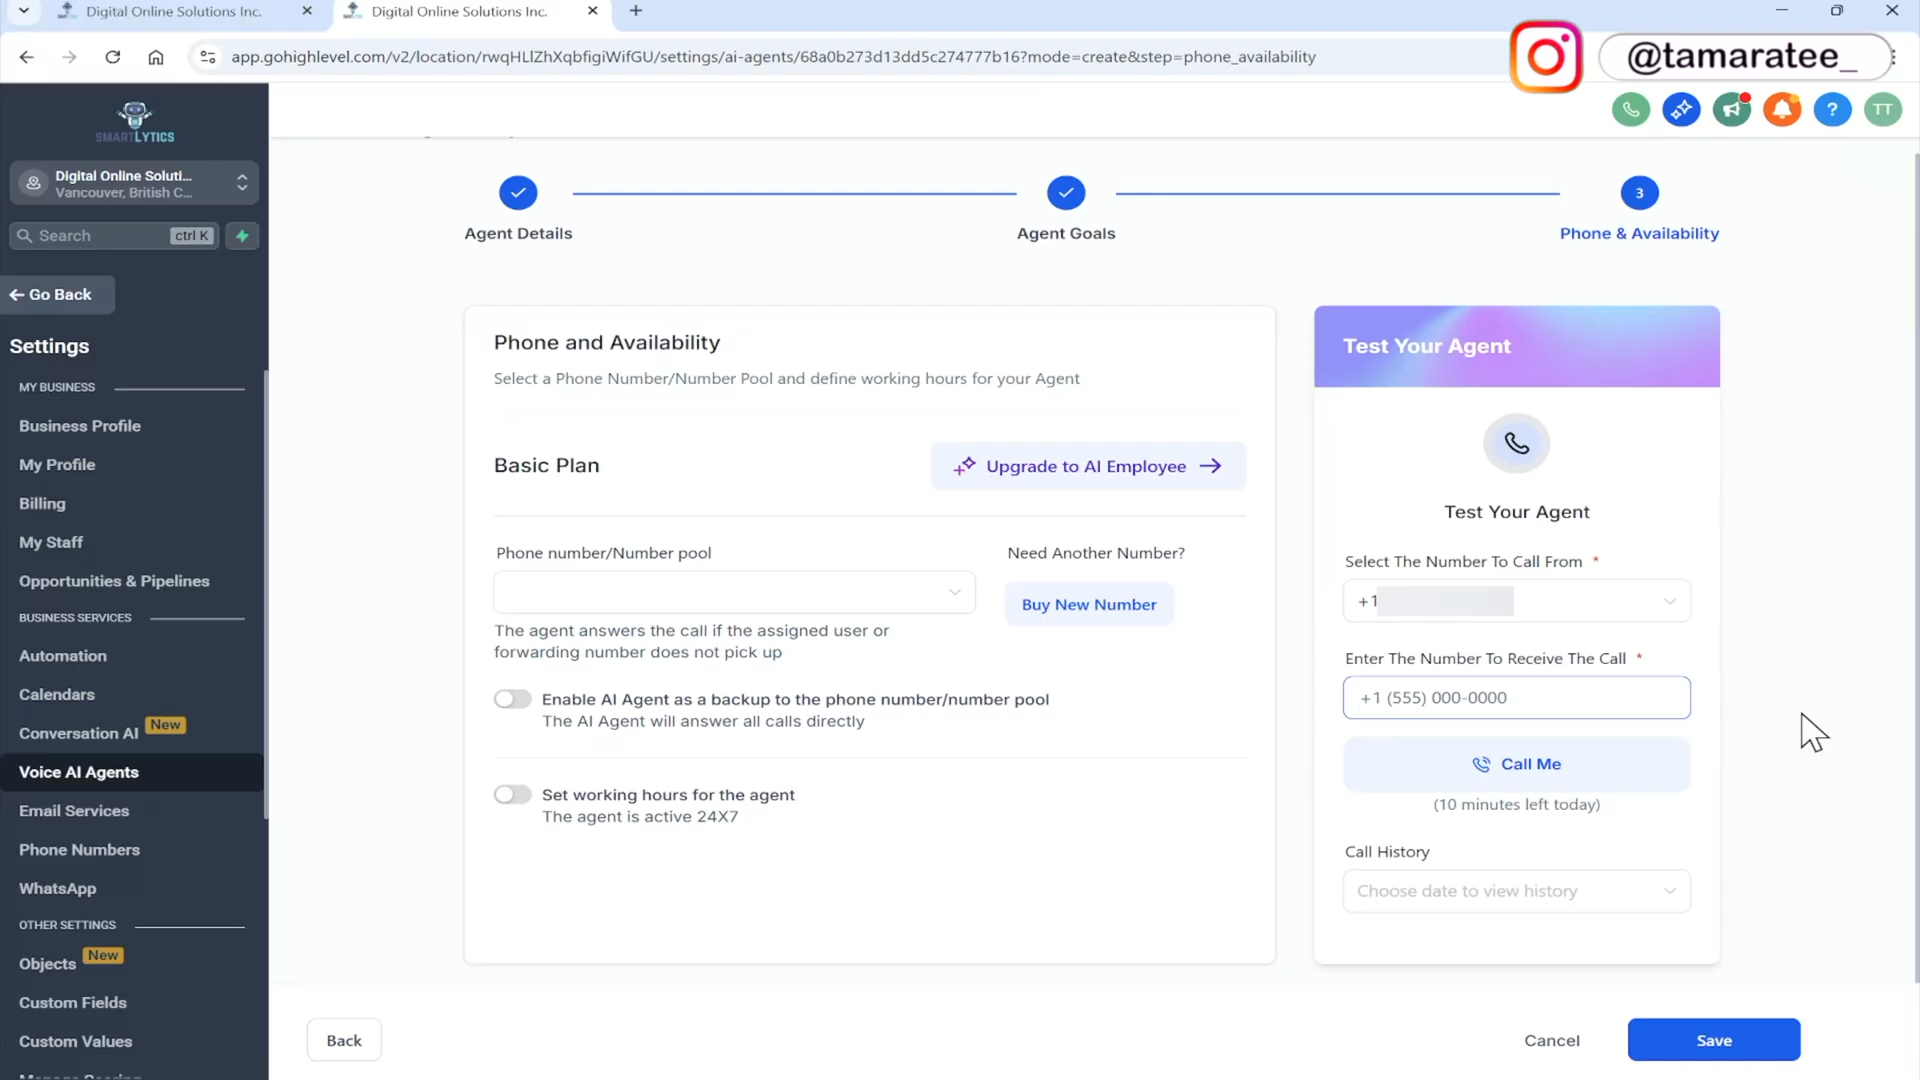 Digital Online Solutions Inc.
Digital Online Solutions Inc.
app.gohighlevel.com/v2/location/rwqHLlZhXqbfigiWifGU/settings/ai-agents/68a0b273d13dd5c274777b16?mode=create&step=phone_availability
@tamaratee_
TT
SMARTLYTICS
Digital Online Soluti...
Vancouver, British C...
Search
ctrl K
Go Back
Settings
MY BUSINESS
Business Profile
My Profile
Billing
My Staff
Opportunities & Pipelines
BUSINESS SERVICES
Automation
Calendars
Conversation AI New
Voice AI Agents
Email Services
Phone Numbers
WhatsApp
OTHER SETTINGS
Objects New
Custom Fields
Custom Values
Agent Details
Agent Goals
3
Phone & Availability
Phone and Availability
Select a Phone Number/Number Pool and define working hours for your Agent
Basic Plan
Upgrade to AI Employee
Phone number/Number pool
Need Another Number?
Buy New Number
The agent answers the call if the assigned user or
forwarding number does not pick up
Enable AI Agent as a backup to the phone number/number pool
The AI Agent will answer all calls directly
Set working hours for the agent
The agent is active 24X7
Test Your Agent
Test Your Agent
Select The Number To Call From *
+1
Enter The Number To Receive The Call *
+1 (555) 000-0000
Call Me
(10 minutes left today)
Call History
Choose date to view history
Back
Cancel
Save